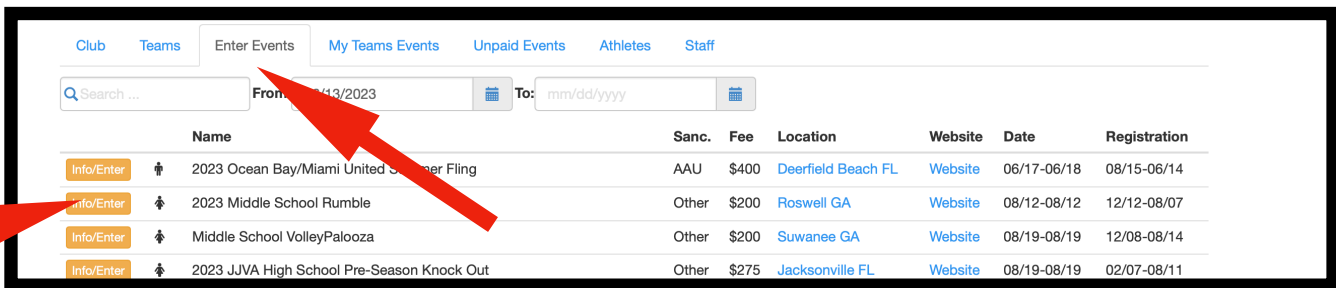 Club Teams Enter Events My Teams Events Unpaid Events Athletes Staff
Search ... From /13/2023 To: mm/dd/yyyy
Name Sanc. Fee Location Website Date Registration
Info/Enter 2023 Ocean Bay/Miami United Fling AAU $400 Deerfield Beach FL Website 06/17-06/18 08/15-06/14
Info/Enter 2023 Middle School Rumble Other $200 Roswell GA Website 08/12-08/12 12/12-08/07
Info/Enter Middle School VolleyPalooza Other $200 Suwanee GA Website 08/19-08/19 12/08-08/14
Info/Enter 2023 JJVA High School Pre-Season Knock Out Other $275 Jacksonville FL Website 08/19-08/19 02/07-08/11